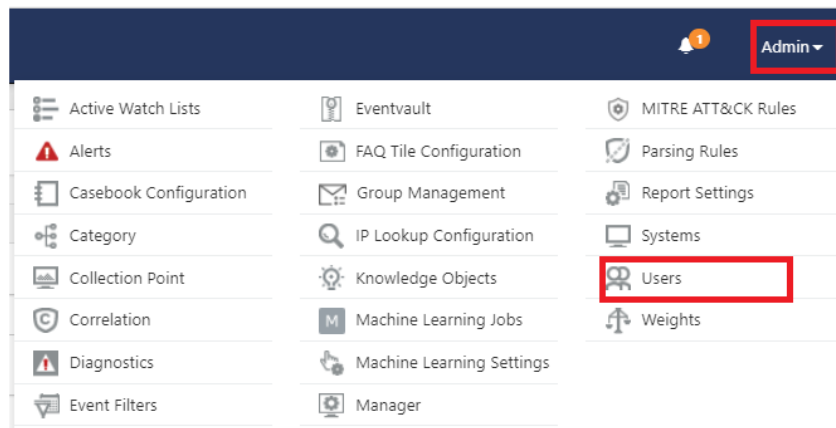 1
Admin
Active Watch Lists
Eventvault
MITRE ATT&CK Rules
Alerts
FAQ Tile Configuration
Parsing Rules
Casebook Configuration
Group Management
Report Settings
Category
IP Lookup Configuration
Systems
Collection Point
Knowledge Objects
Users
C
Correlation
M
Machine Learning Jobs
Weights
Diagnostics
Machine Learning Settings
Event Filters
Manager